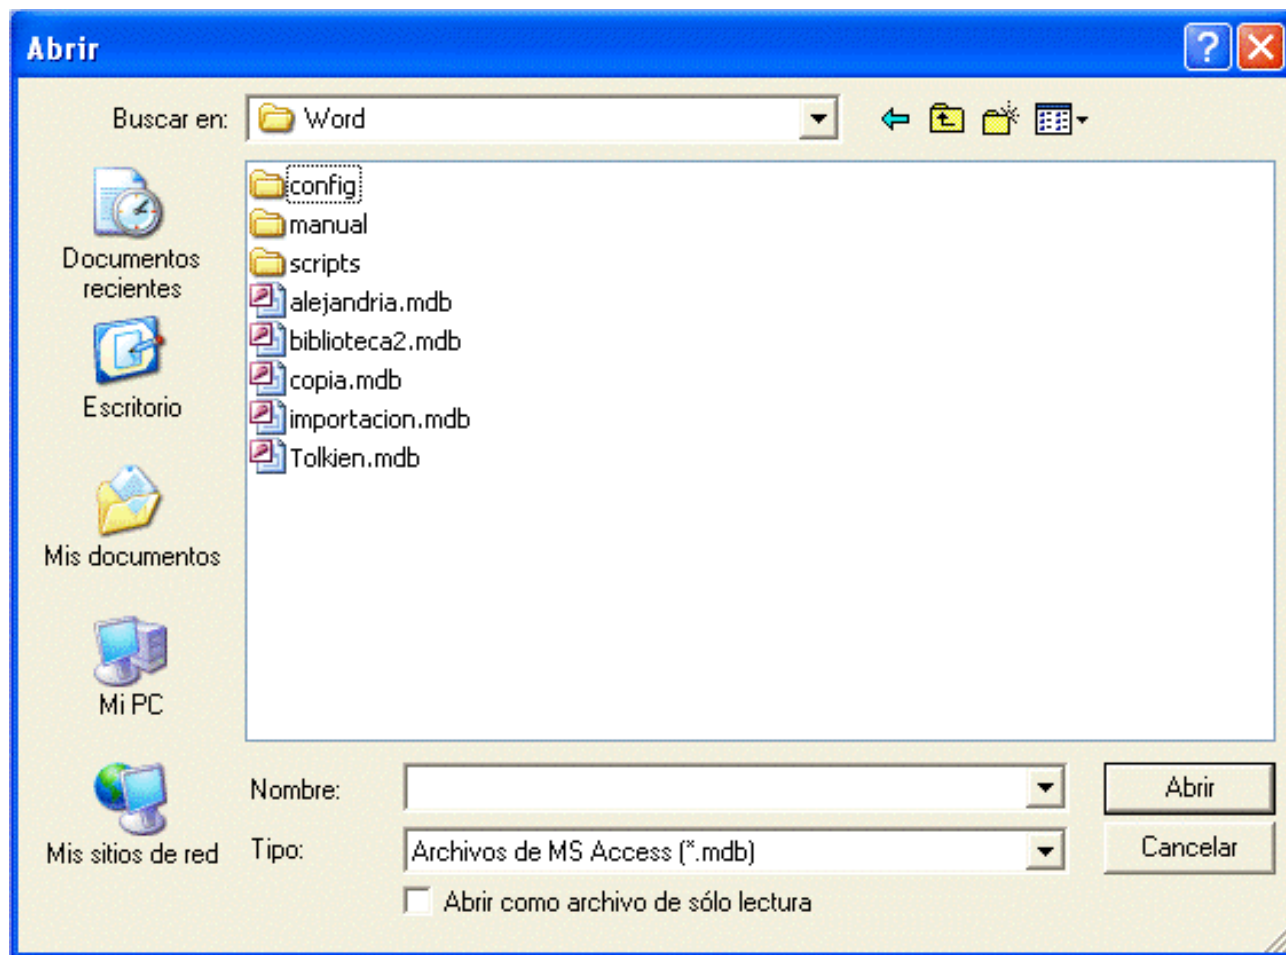 Abrir
Buscar en:
Word
config
manual
scripts
alejandria.mdb
biblioteca2.mdb
copia.mdb
importacion.mdb
Tolkien.mdb
Documentos
recientes
Escritorio
Mis documentos
Mi PC
Mis sitios de red
Nombre:
Abrir
Tipo:
Archivos de MS Access (*.mdb)
Cancelar
Abrir como archivo de sólo lectura